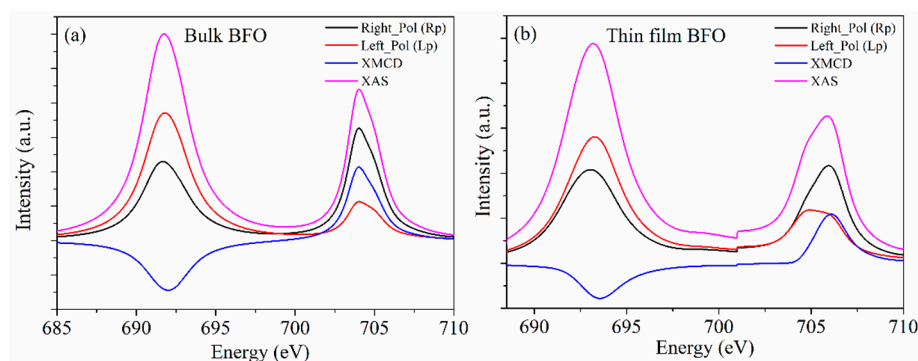 (a)
Bulk BFO
Right_Pol (Rp)
Left_Pol (Lp)
XMCD
XAS
Intensity (a.u.)
685 690 695 700 705 710
Energy (eV)
(b)
Thin film BFO
Right_Pol (Rp)
Left_Pol (Lp)
XMCD
XAS
Intensity (a.u.)
690 695 700 705 710
Energy (eV)